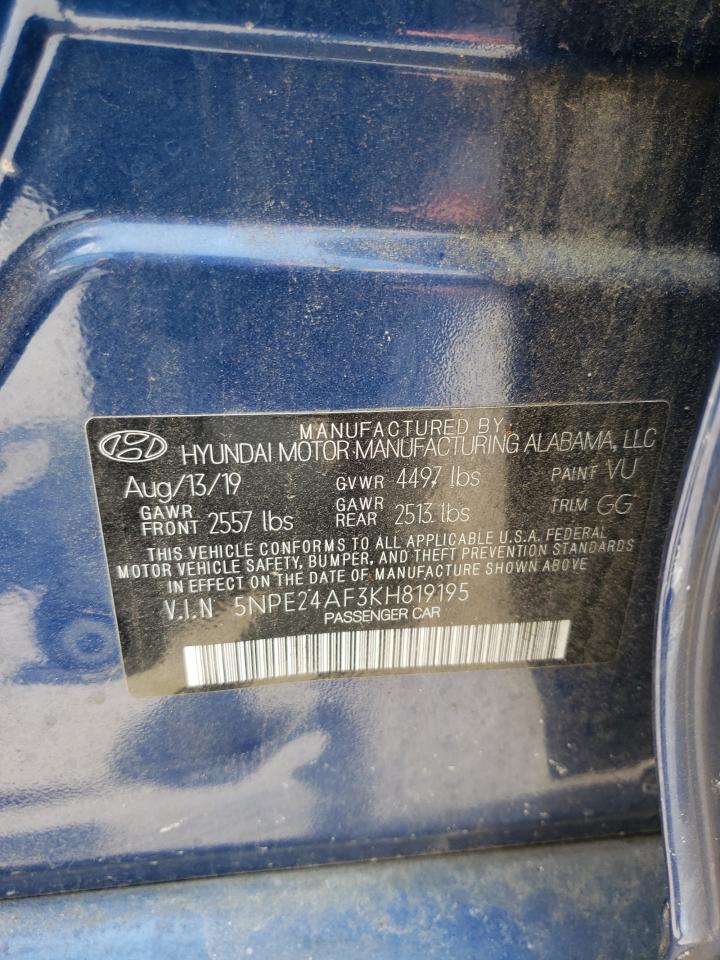 MANUFACTURED BY
HYUNDAI MOTOR MANUFACTURING ALABAMA, LLC
Aug/13/19 GVWR 4497 lbs PAINT VU
GAWR FRONT 2557 lbs GAWR REAR 2513 lbs TRIM GG
THIS VEHICLE CONFORMS TO ALL APPLICABLE U.S.A. FEDERAL
MOTOR VEHICLE SAFETY, BUMPER, AND THEFT PREVENTION STANDARDS
IN EFFECT ON THE DATE OF MANUFACTURE SHOWN ABOVE.
V.I.N 5NPE24AF3KH819195
PASSENGER CAR